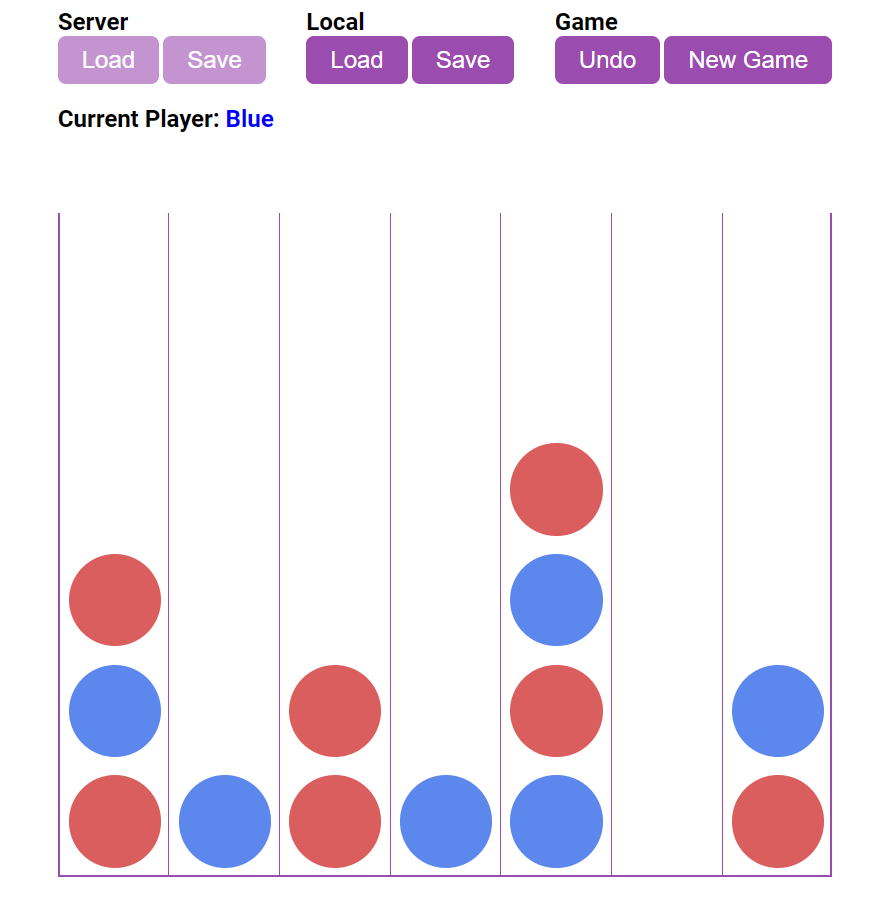 Server
Load Save
Local
Load Save
Game
Undo New Game
Current Player: Blue